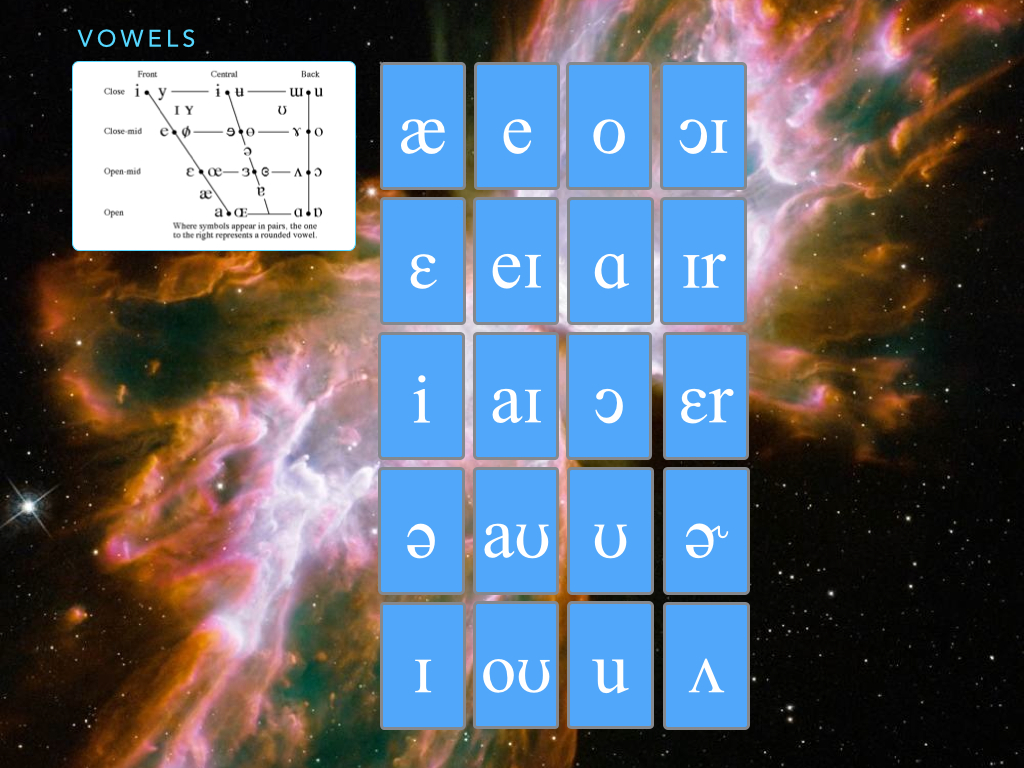 VOWELS
Front Central Back
Close i y ɨ ʉ ɯ u
ɪ ʏ ʊ
Close-mid e ø ɘ ɵ ɤ o
ə
Open-mid ɛ œ ɜ ɞ ʌ ɔ
æ ɐ
Open a ɶ ɑ ɒ
Where symbols appear in pairs, the one
to the right represents a rounded vowel.
æ e o ɔɪ
ɛ eɪ ɑ ɪr
i aɪ ɔ ɛr
ə aʊ ʊ ɚ
ɪ oʊ u ʌ